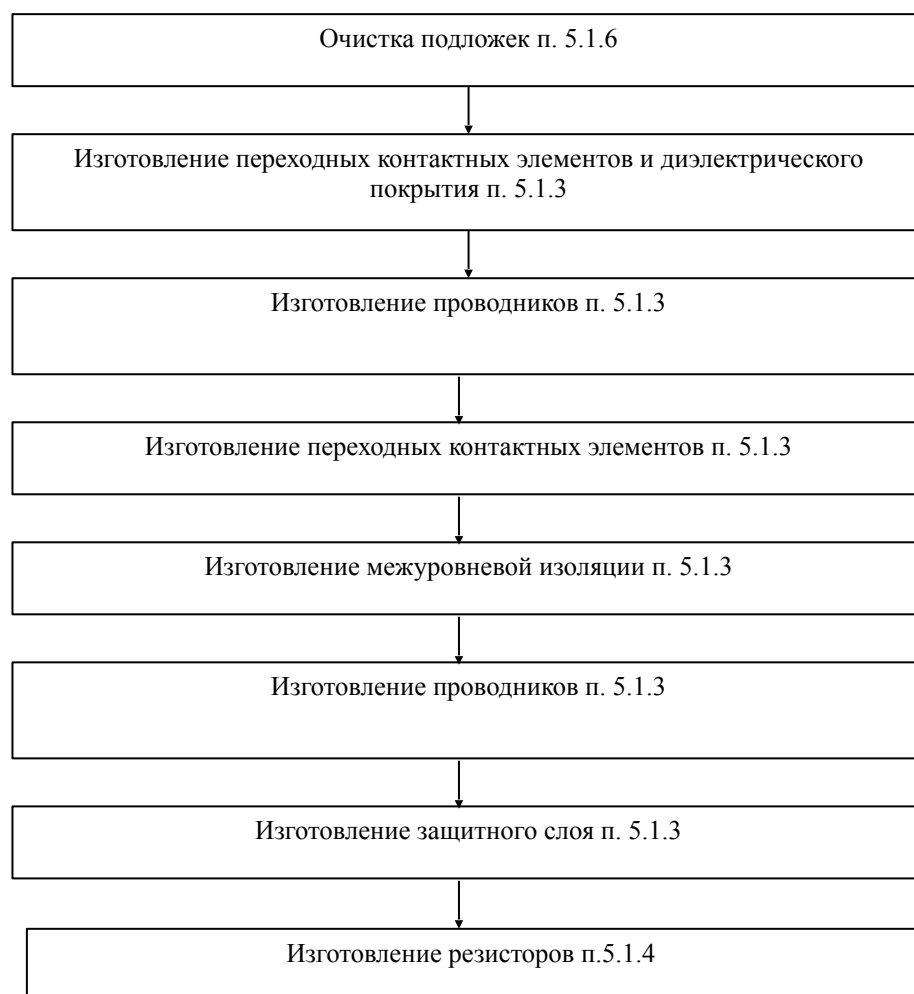 Очистка подложек п. 5.1.6
Изготовление переходных контактных элементов и диэлектрического
покрытия п. 5.1.3
Изготовление проводников п. 5.1.3
Изготовление переходных контактных элементов п. 5.1.3
Изготовление межуровневой изоляции п. 5.1.3
Изготовление проводников п. 5.1.3
Изготовление защитного слоя п. 5.1.3
Изготовление резисторов п.5.1.4